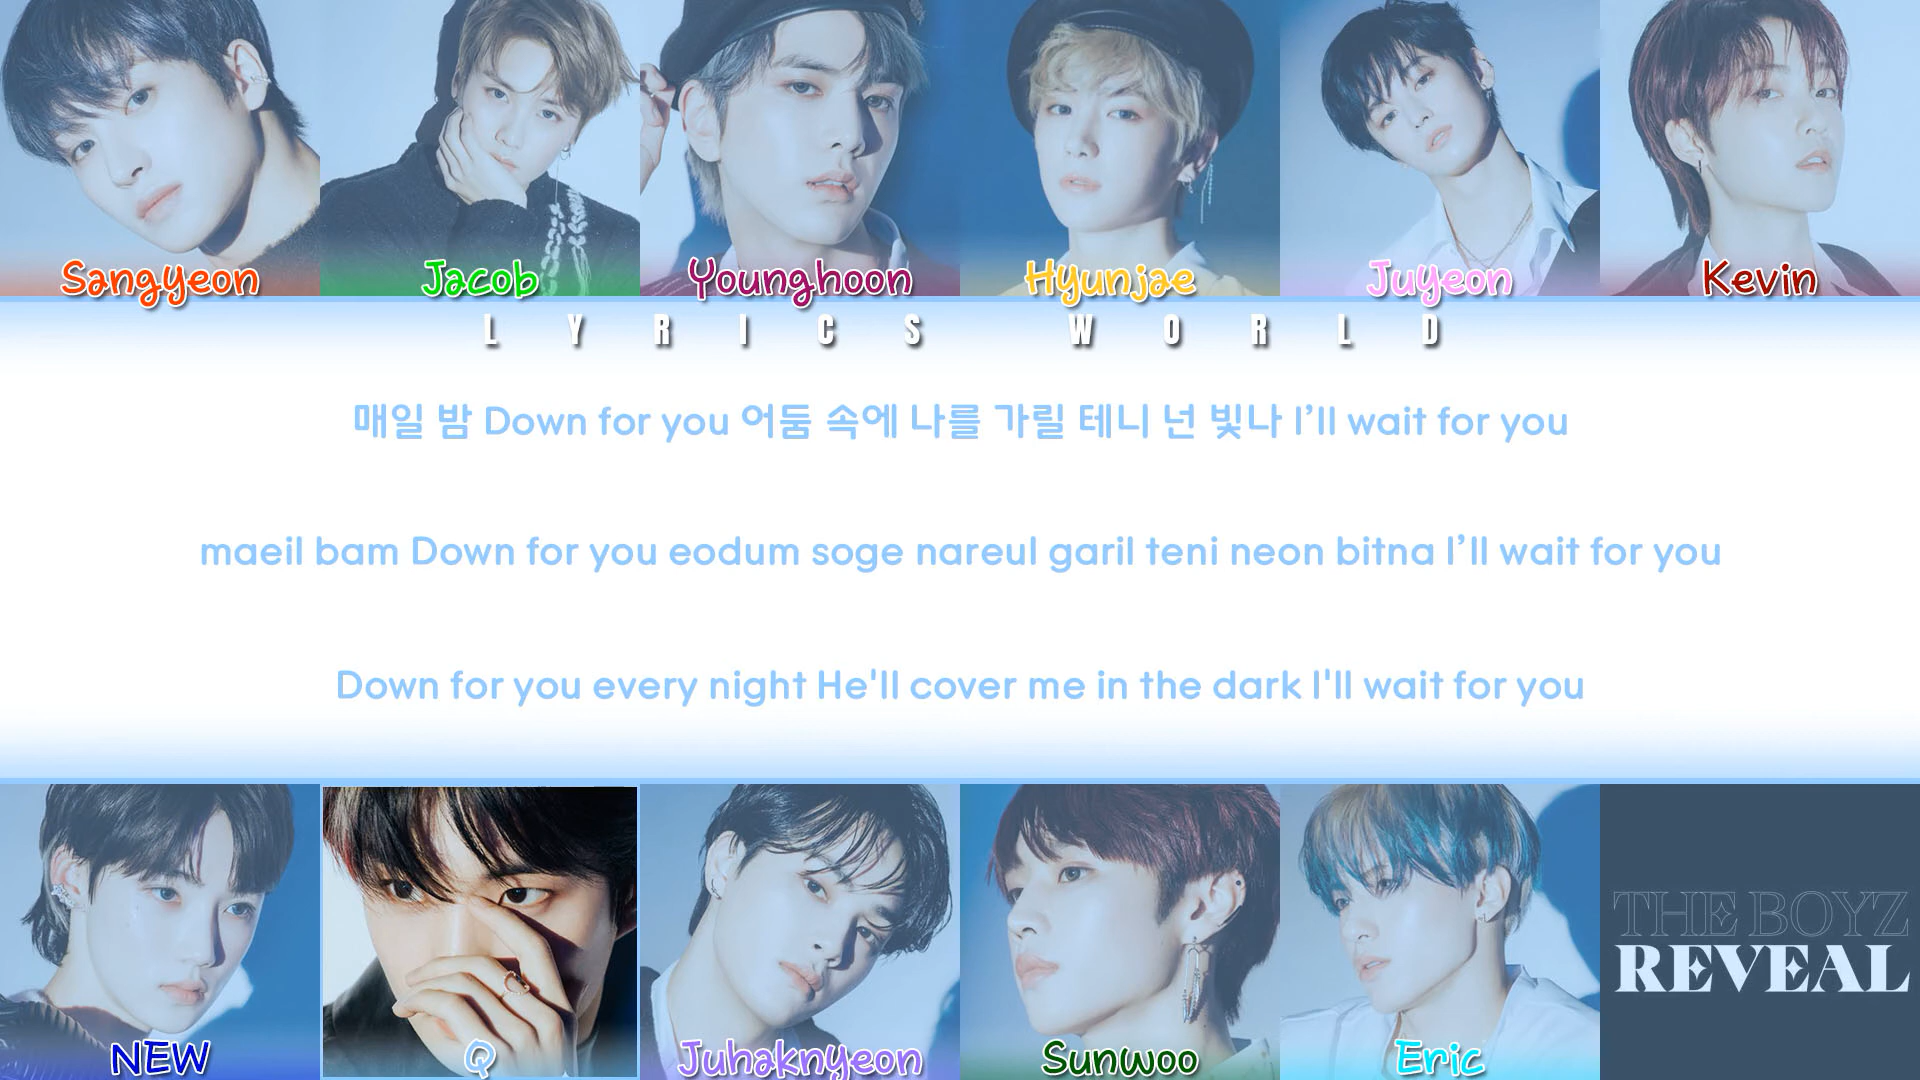 Sangyeon Jacob Younghoon Hyunjae Juyeon Kevin
LYRICS WORLD
매일 밤 Down for you 어둠 속에 나를 가릴 테니 넌 빛나 I’ll wait for you
maeil bam Down for you eodum soge nareul garil teni neon bitna I’ll wait for you
Down for you every night He'll cover me in the dark I'll wait for you
THE BOYZ
REVEAL
NEW Q Juhaknyeon Sunwoo Eric